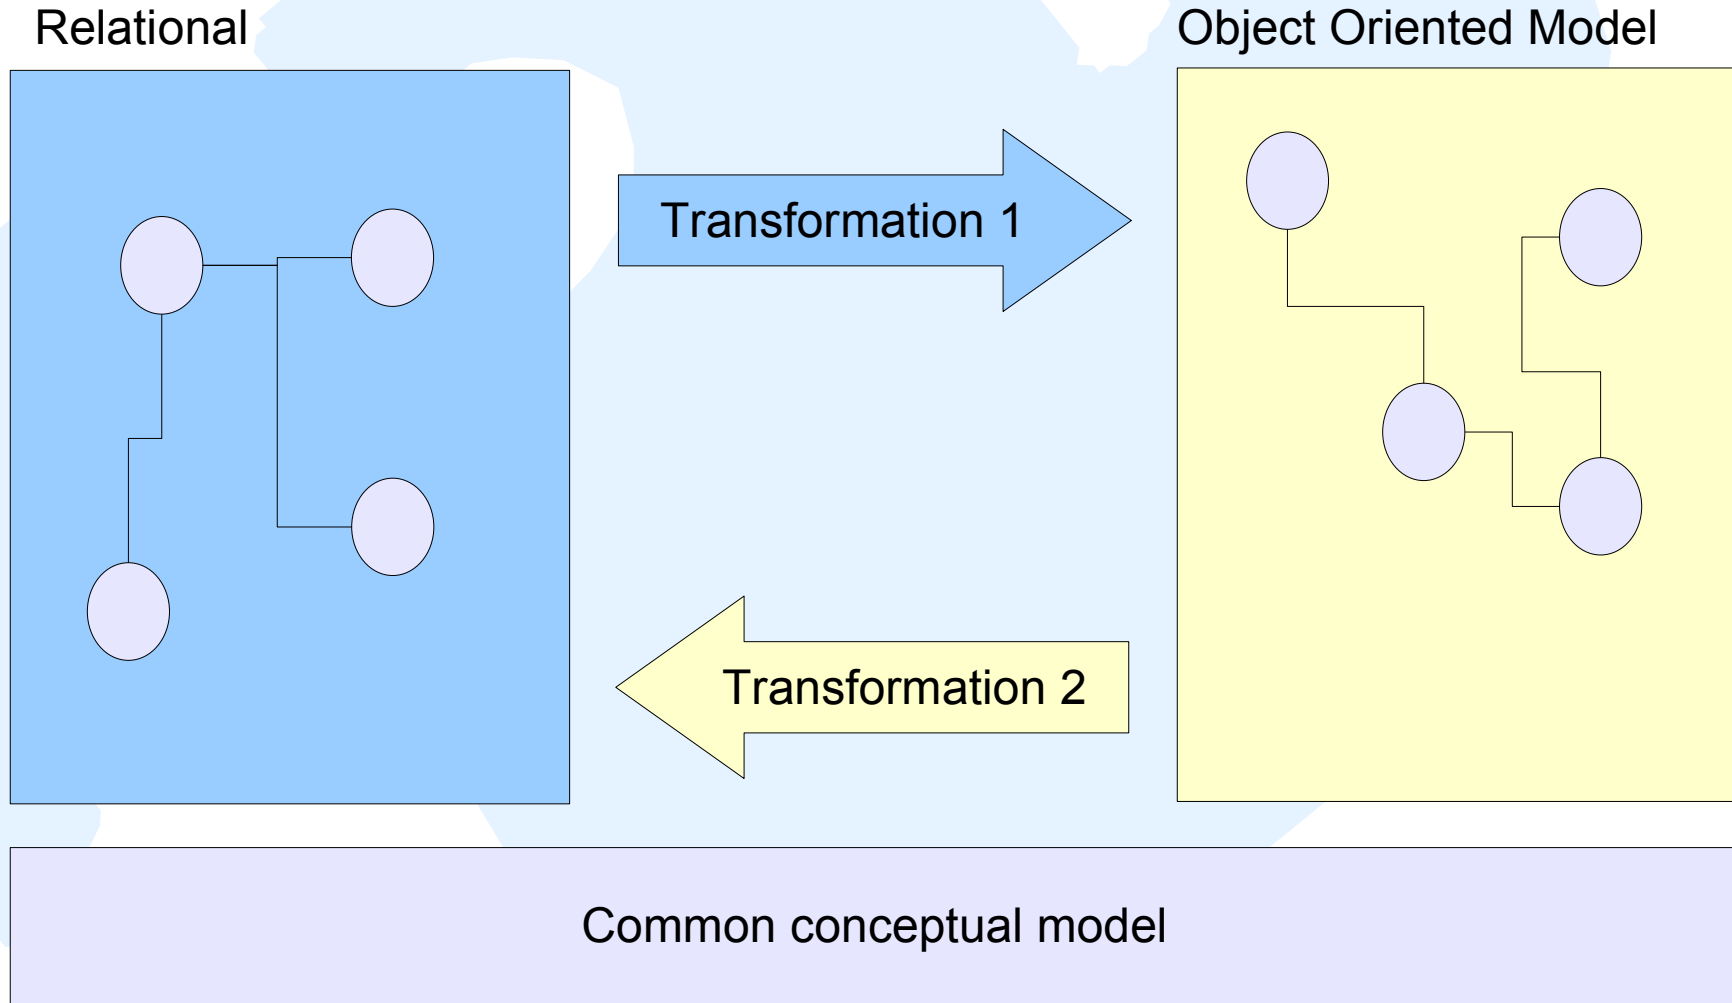 Relational
Object Oriented Model
Transformation 1
Transformation 2
Common conceptual model